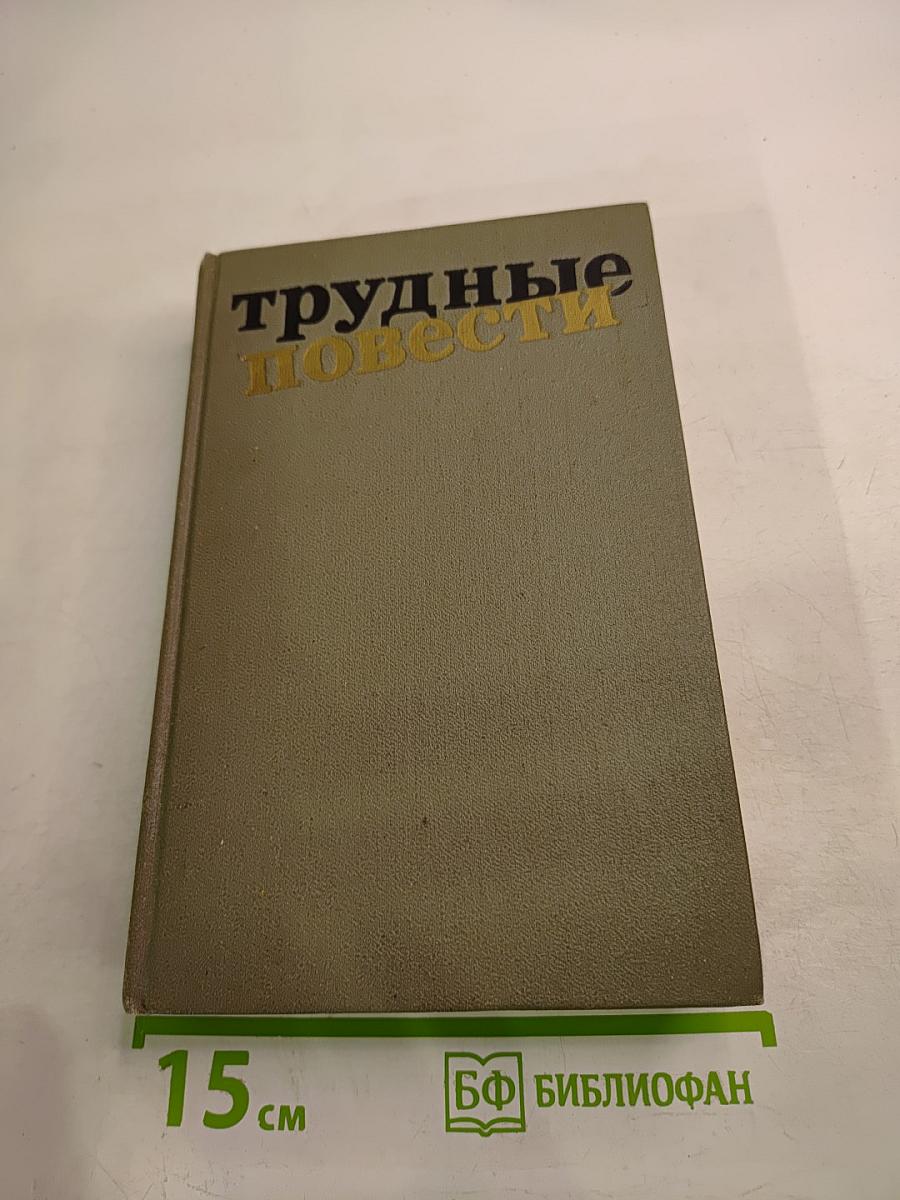 трудные
повести
15 см
БФ БИБЛИОФАН